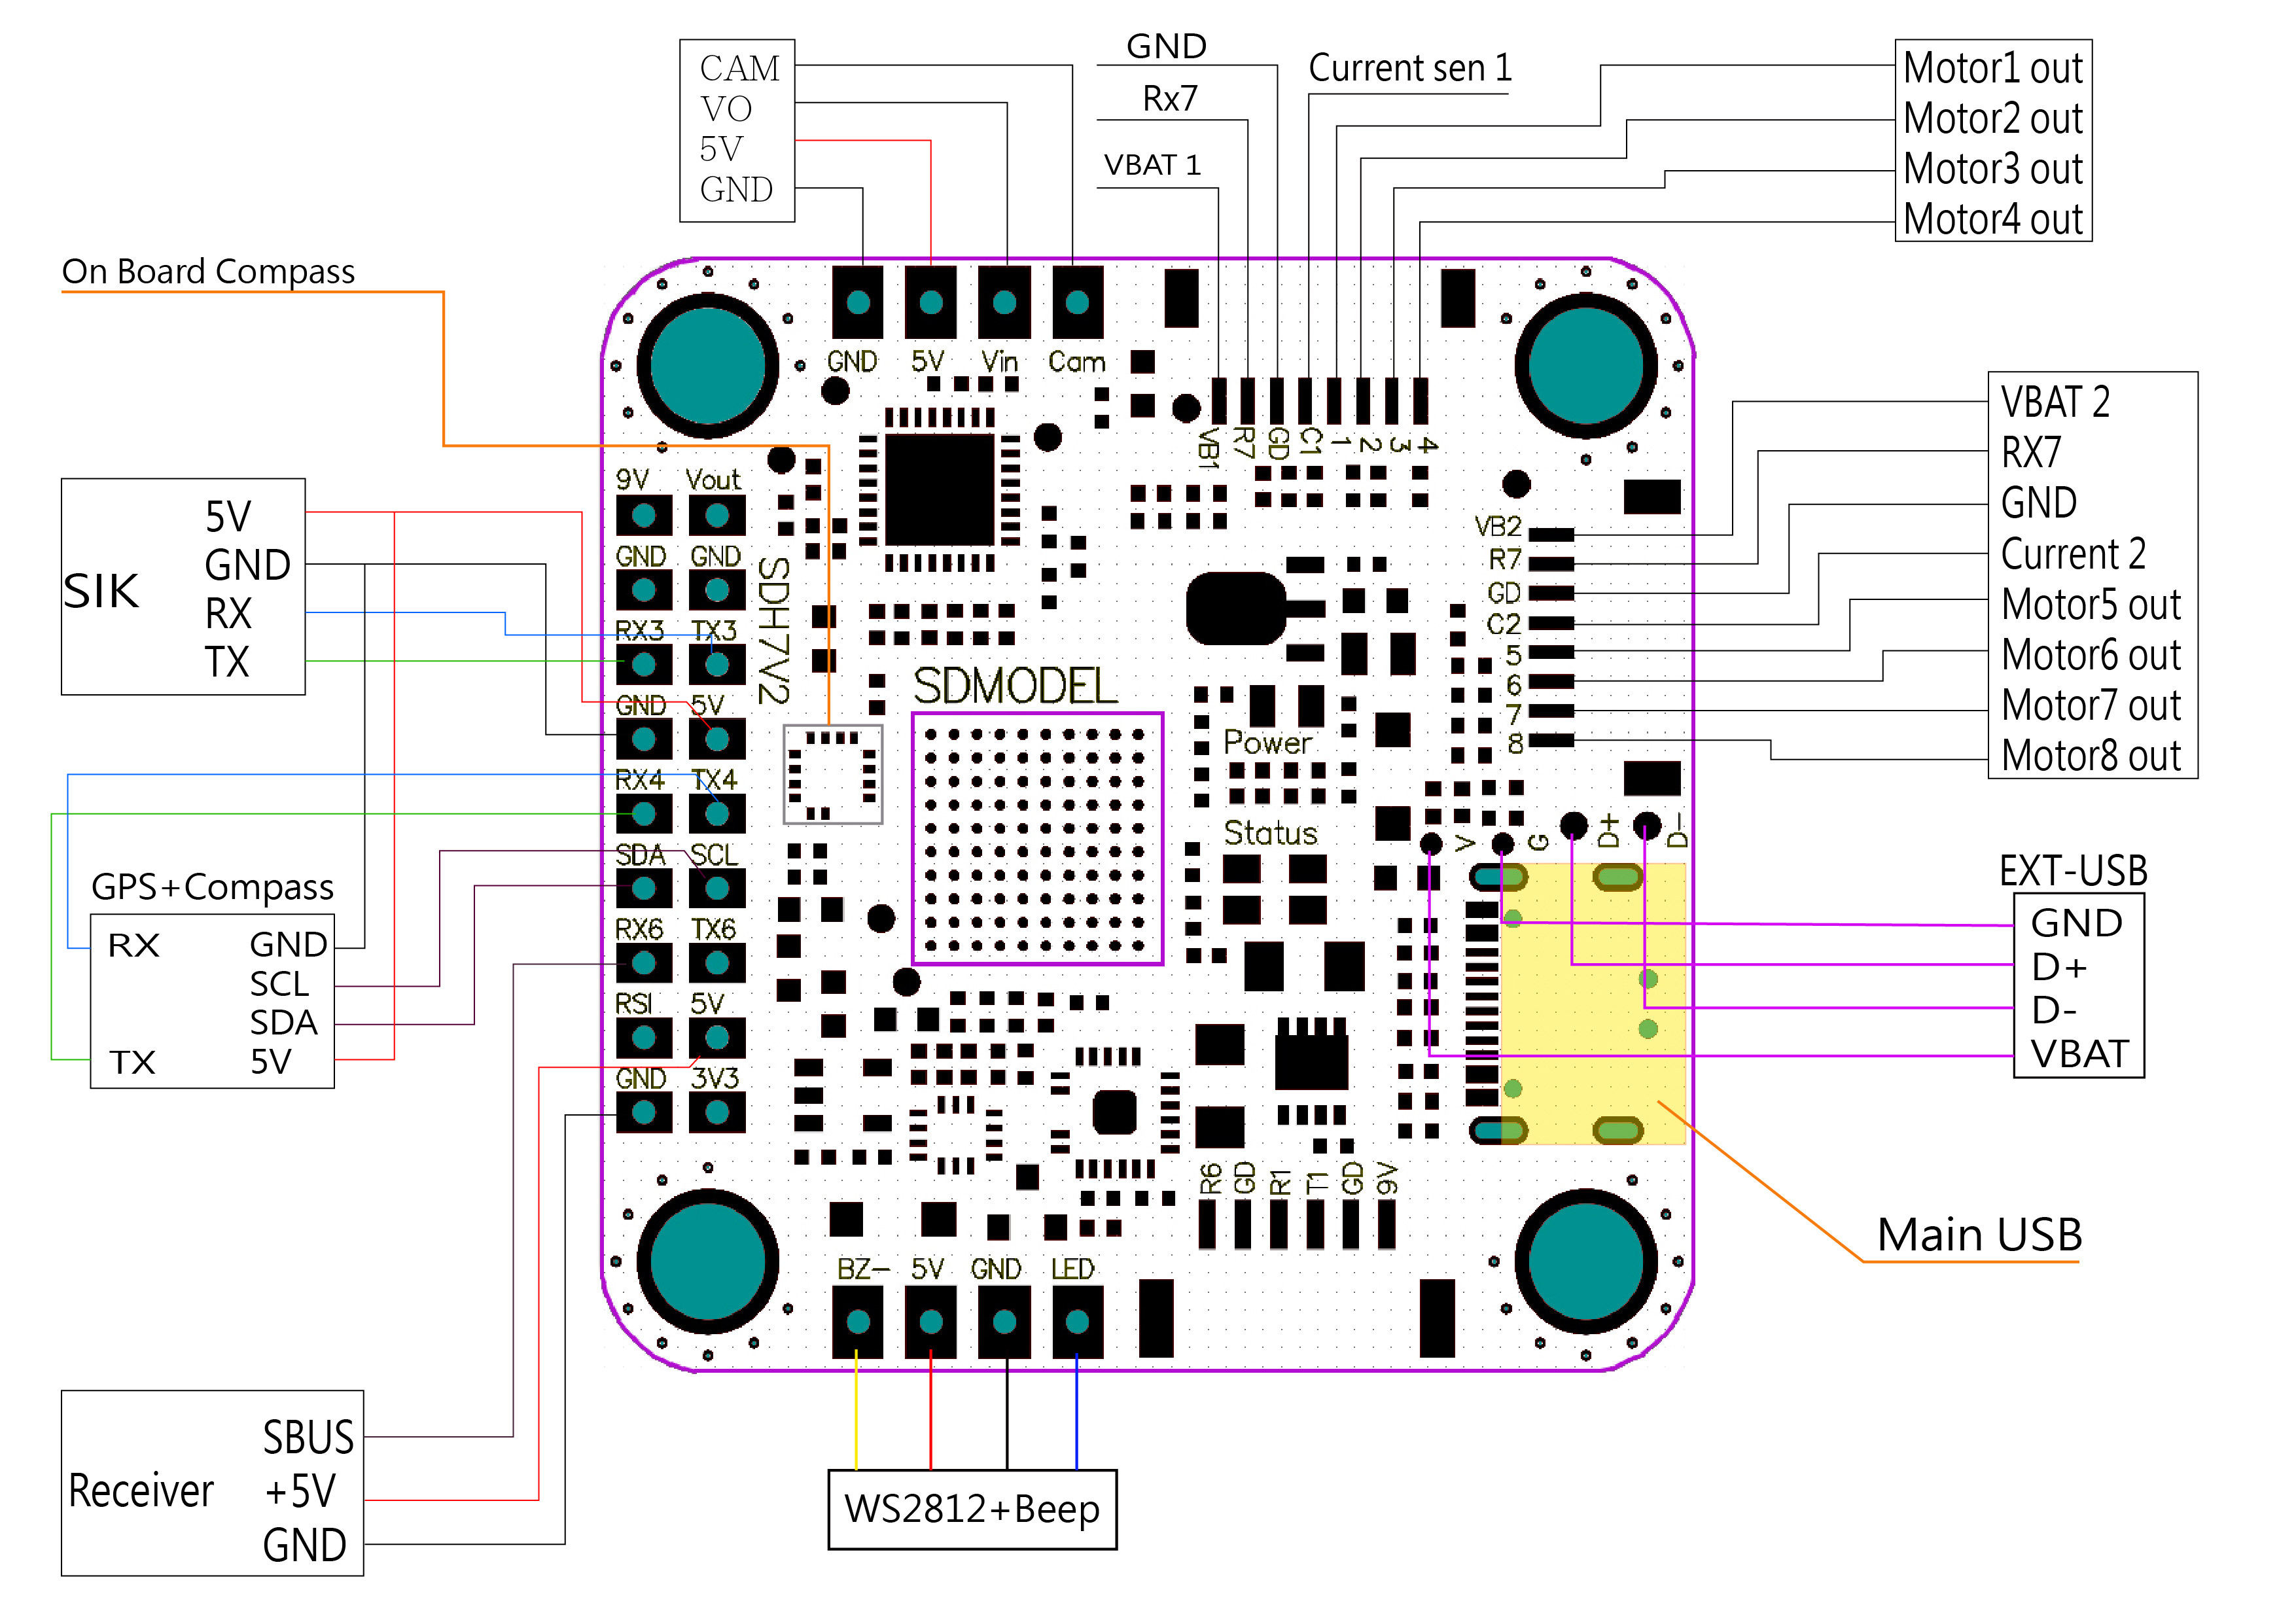 CAM
VO
5V
GND
GND
Rx7
VBAT 1
Current sen 1
Motor1 out
Motor2 out
Motor3 out
Motor4 out
On Board Compass
GND 5V Vin Cam
VB1 R7 GD C1 1 2 3 4
SIK
5V
GND
RX
TX
9V Vout
GND GND
RX3 TX3
GND 5V
RX4 TX4
SDA SCL
RX6 TX6
RSI 5V
GND 3V3
SDH7V2
SDMODEL
Power
Status
VB2
R7
GD
C2
5
6
7
8
VBAT 2
RX7
GND
Current 2
Motor5 out
Motor6 out
Motor7 out
Motor8 out
V G D+ D-
EXT-USB
GND
D+
D-
VBAT
GPS+Compass
RX
TX
GND
SCL
SDA
5V
Main USB
R6 GD R1 T1 GD 9V
BZ- 5V GND LED
WS2812+Beep
Receiver
SBUS
+5V
GND